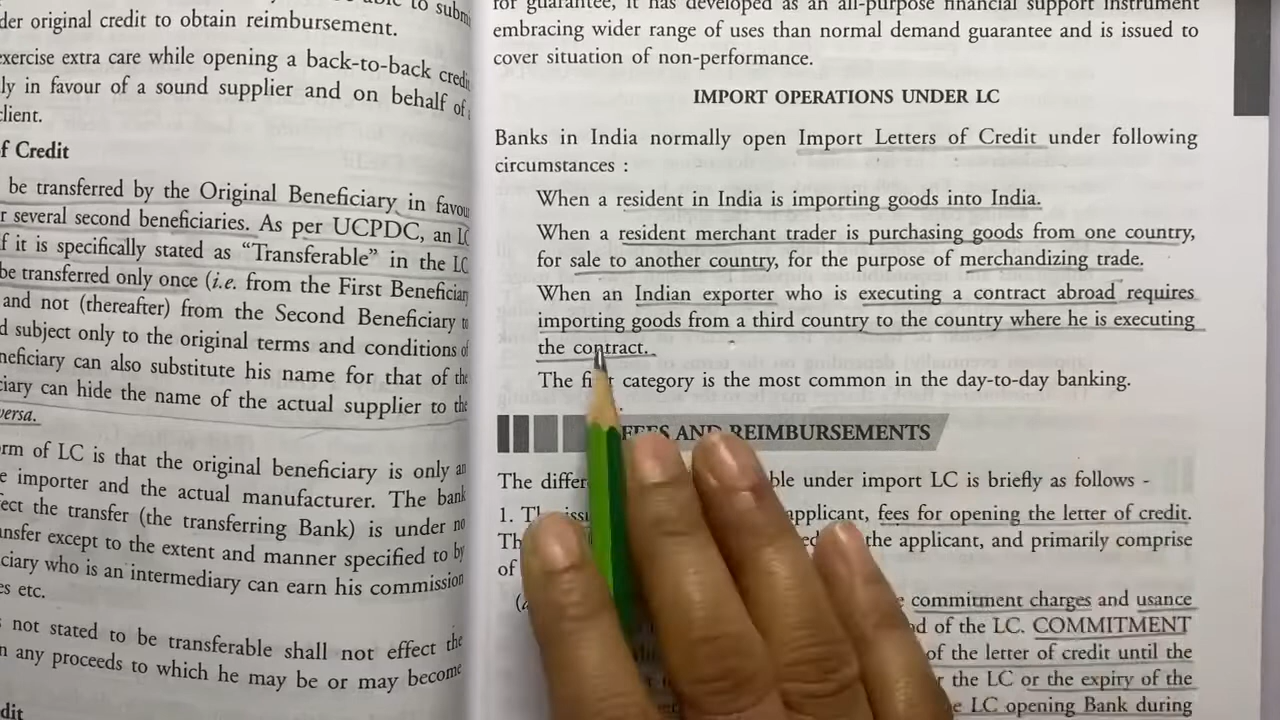 to submi
der original credit to obtain reimbursement.
exercise extra care while opening a back-to-back credit
ly in favour of a sound supplier and on behalf of
client.
f Credit
be transferred by the Original Beneficiary in favou
r several second beneficiaries. As per UCPDC, an LC
f it is specifically stated as “Transferable” in the LC
be transferred only once (i.e. from the First Beneficiary
and not (thereafter) from the Second Beneficiary to
d subject only to the original terms and conditions of
neficiary can also substitute his name for that of the
ciary can hide the name of the actual supplier to the
versa.
rm of LC is that the original beneficiary is only an
e importer and the actual manufacturer. The bank
ect the transfer (the transferring Bank) is under no
ansfer except to the extent and manner specified to by
ciary who is an intermediary can earn his commission
es etc.
not stated to be transferable shall not effect the
n any proceeds to which he may be or may become
dit
for guarantee, it has developed as an all-purpose financial support instrument
embracing wider range of uses than normal demand guarantee and is issued to
cover situation of non-performance.
IMPORT OPERATIONS UNDER LC
Banks in India normally open Import Letters of Credit under following
circumstances :
When a resident in India is importing goods into India.
When a resident merchant trader is purchasing goods from one country,
for sale to another country, for the purpose of merchandizing trade.
When an Indian exporter who is executing a contract abroad requires
importing goods from a third country to the country where he is executing
the contract.
The category is the most common in the day-to-day banking.
FEES AND REIMBURSEMENTS
The differ ble under import LC is briefly as follows -
1. applicant, fees for opening the letter of credit.
the applicant, and primarily comprise
of
commitment charges and usance
of the LC. COMMITMENT
of the letter of credit until the
the LC or the expiry of the
LC opening Bank during